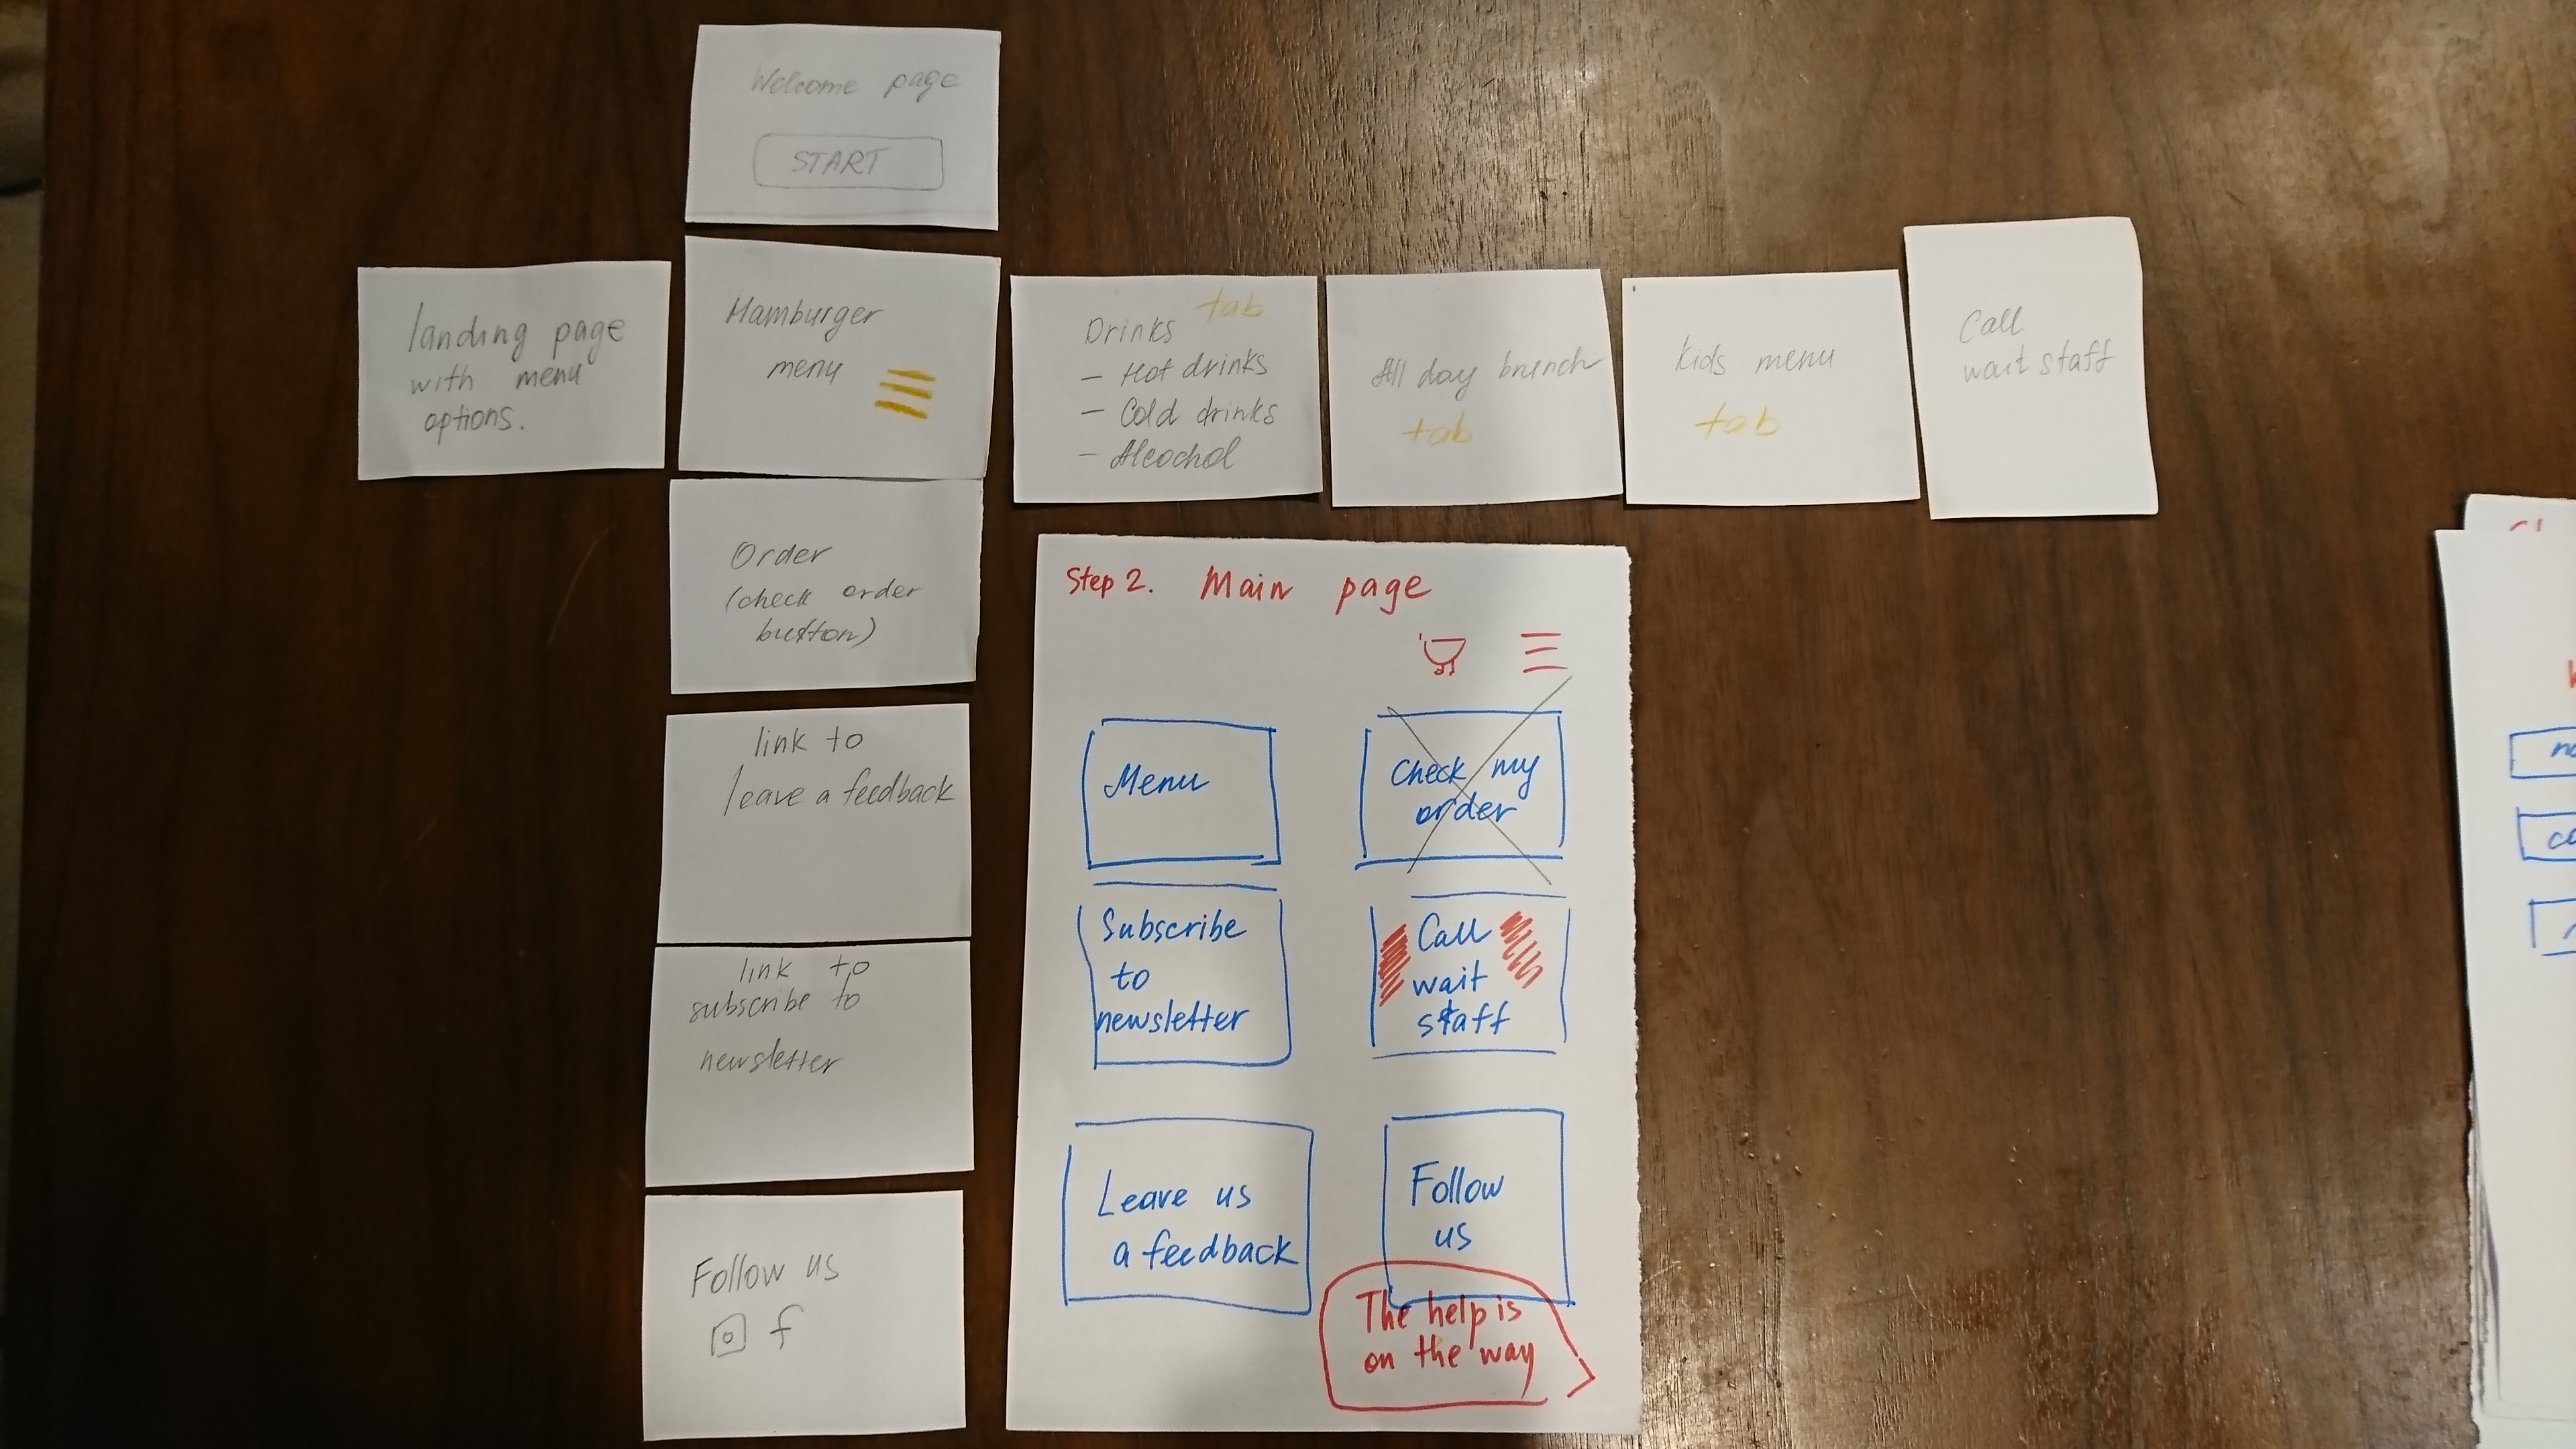 Welcome page
START
landing page
with menu
options.
Hamburger
menu
Drinks tab
- Hot drinks
- Cold drinks
- Alcohol
All day brunch
tab
kids menu
tab
Call
wait staff
Order
(check order
button)
link to
leave a feedback
link to
subscribe to
newsletter
Follow us
f
Step 2. Main page
Menu
Check my
order
Subscribe
to
newsletter
Call
wait
staff
Leave us
a feedback
Follow
us
The help is
on the way